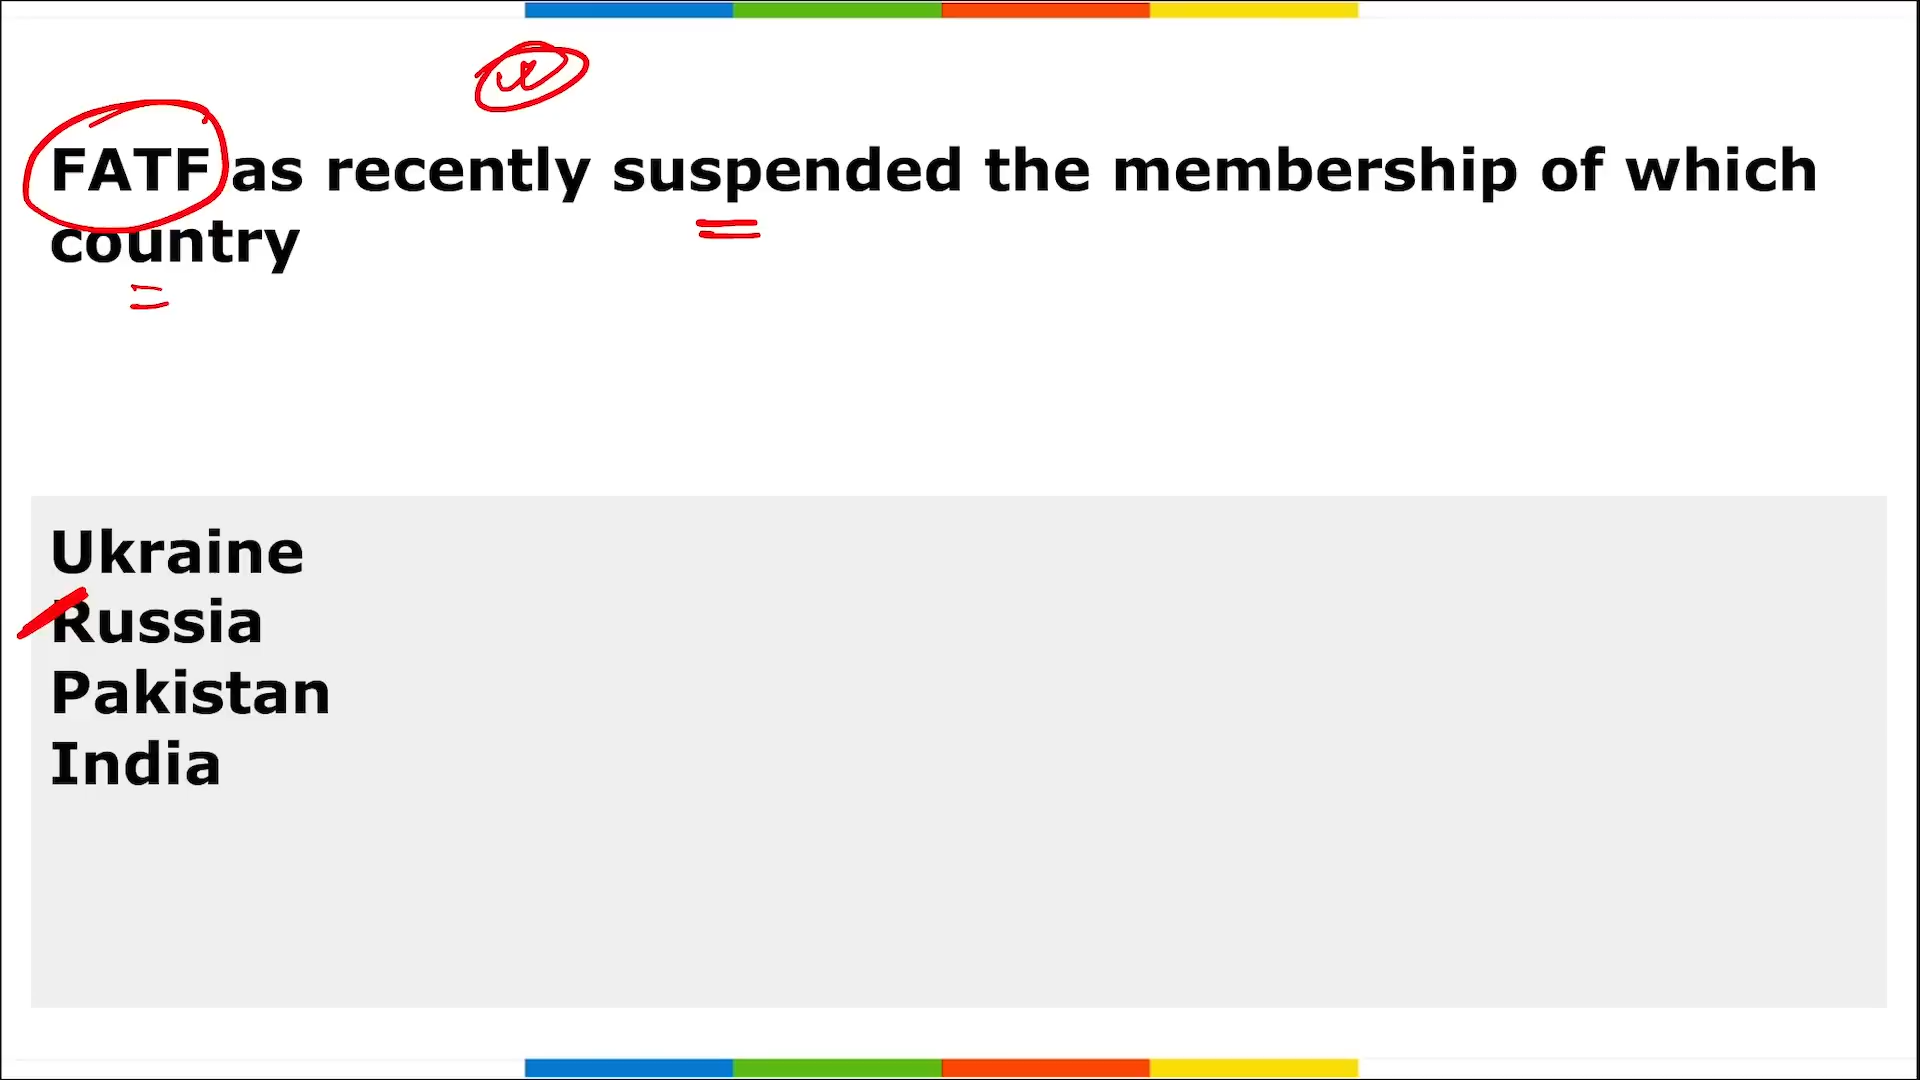 FATF as recently suspended the membership of which
country
Ukraine
Russia
Pakistan
India